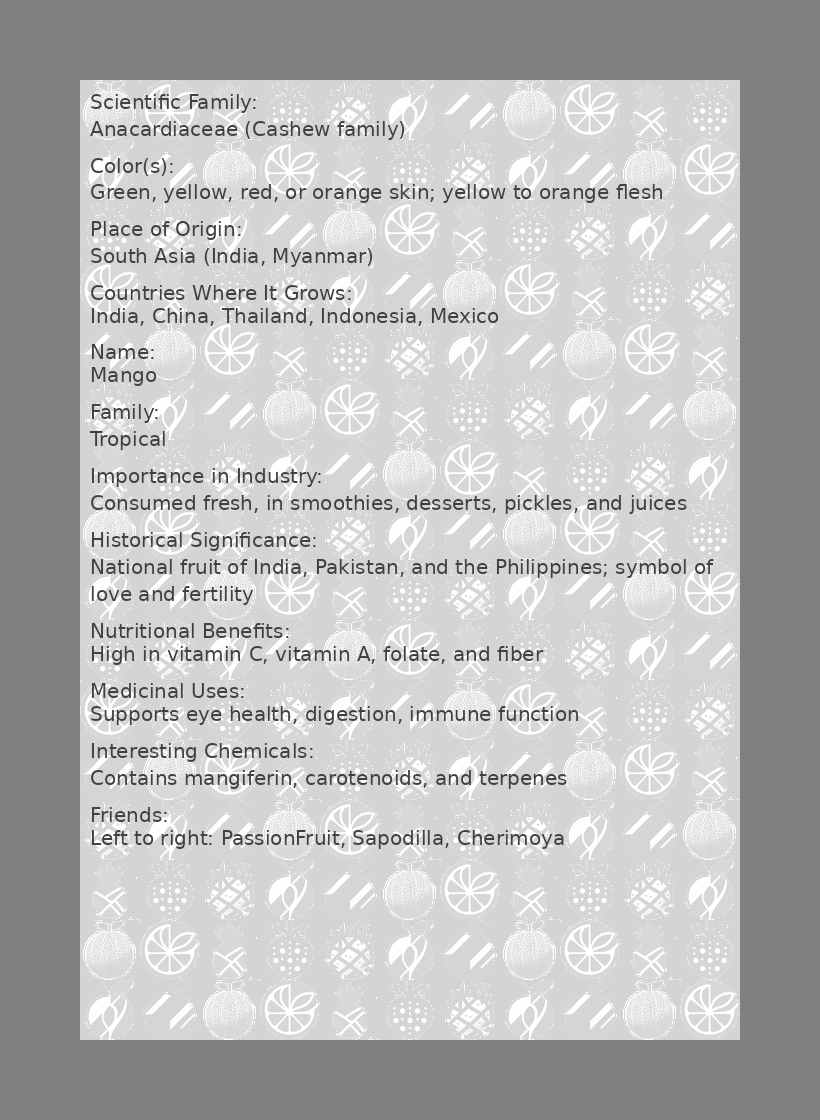 Scientific Family:
Anacardiaceae (Cashew family)
Color(s):
Green, yellow, red, or orange skin; yellow to orange flesh
Place of Origin:
South Asia (India, Myanmar)
Countries Where It Grows:
India, China, Thailand, Indonesia, Mexico
Name:
Mango
Family:
Tropical
Importance in Industry:
Consumed fresh, in smoothies, desserts, pickles, and juices
Historical Significance:
National fruit of India, Pakistan, and the Philippines; symbol of
love and fertility
Nutritional Benefits:
High in vitamin C, vitamin A, folate, and fiber
Medicinal Uses:
Supports eye health, digestion, immune function
Interesting Chemicals:
Contains mangiferin, carotenoids, and terpenes
Friends:
Left to right: PassionFruit, Sapodilla, Cherimoya